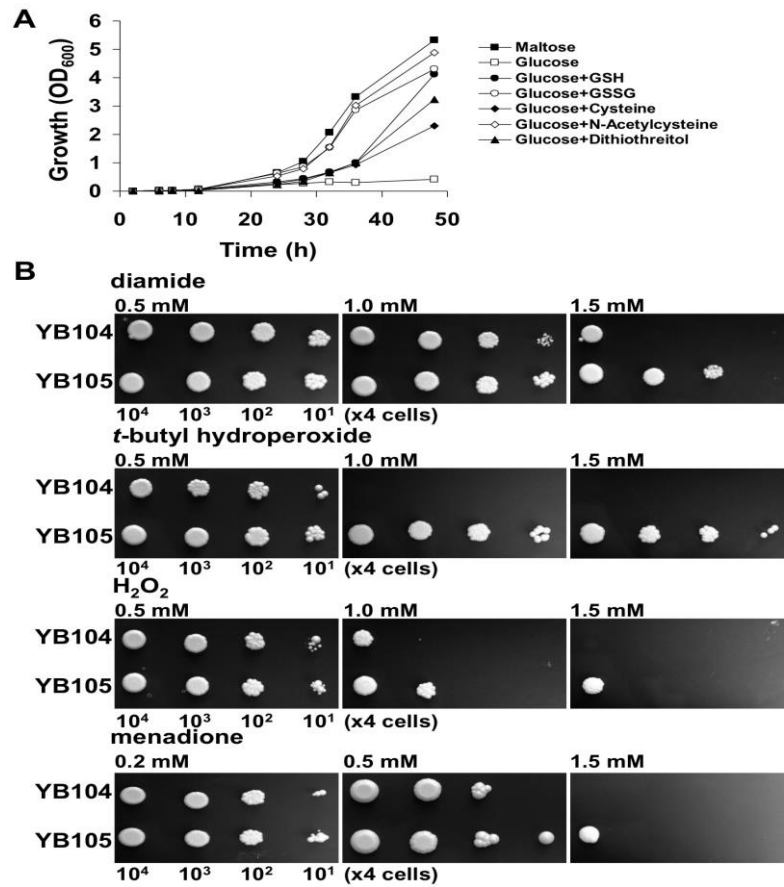 A
Growth (OD600)
6
5
4
3
2
1
0
0 10 20 30 40 50
Time (h)
Maltose
Glucose
Glucose+GSH
Glucose+GSSG
Glucose+Cysteine
Glucose+N-Acetylcysteine
Glucose+Dithiothreitol
B
diamide
0.5 mM 1.0 mM 1.5 mM
YB104
YB105
10⁴ 10³ 10² 10¹ (x4 cells)
t-butyl hydroperoxide
0.5 mM 1.0 mM 1.5 mM
YB104
YB105
10⁴ 10³ 10² 10¹ (x4 cells)
H₂O₂
0.5 mM 1.0 mM 1.5 mM
YB104
YB105
10⁴ 10³ 10² 10¹ (x4 cells)
menadione
0.2 mM 0.5 mM 1.5 mM
YB104
YB105
10⁴ 10³ 10² 10¹ (x4 cells)